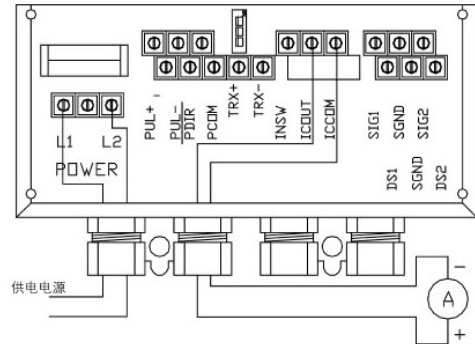 PUL+
PUL-
PDIR
PCOM
TRX+
TRX-
INSW
ICOUT
ICCOM
SIG1
SGND
SIG2
DS1
SGND
DS2
L1 L2
POWER
供电电源
-
A
+